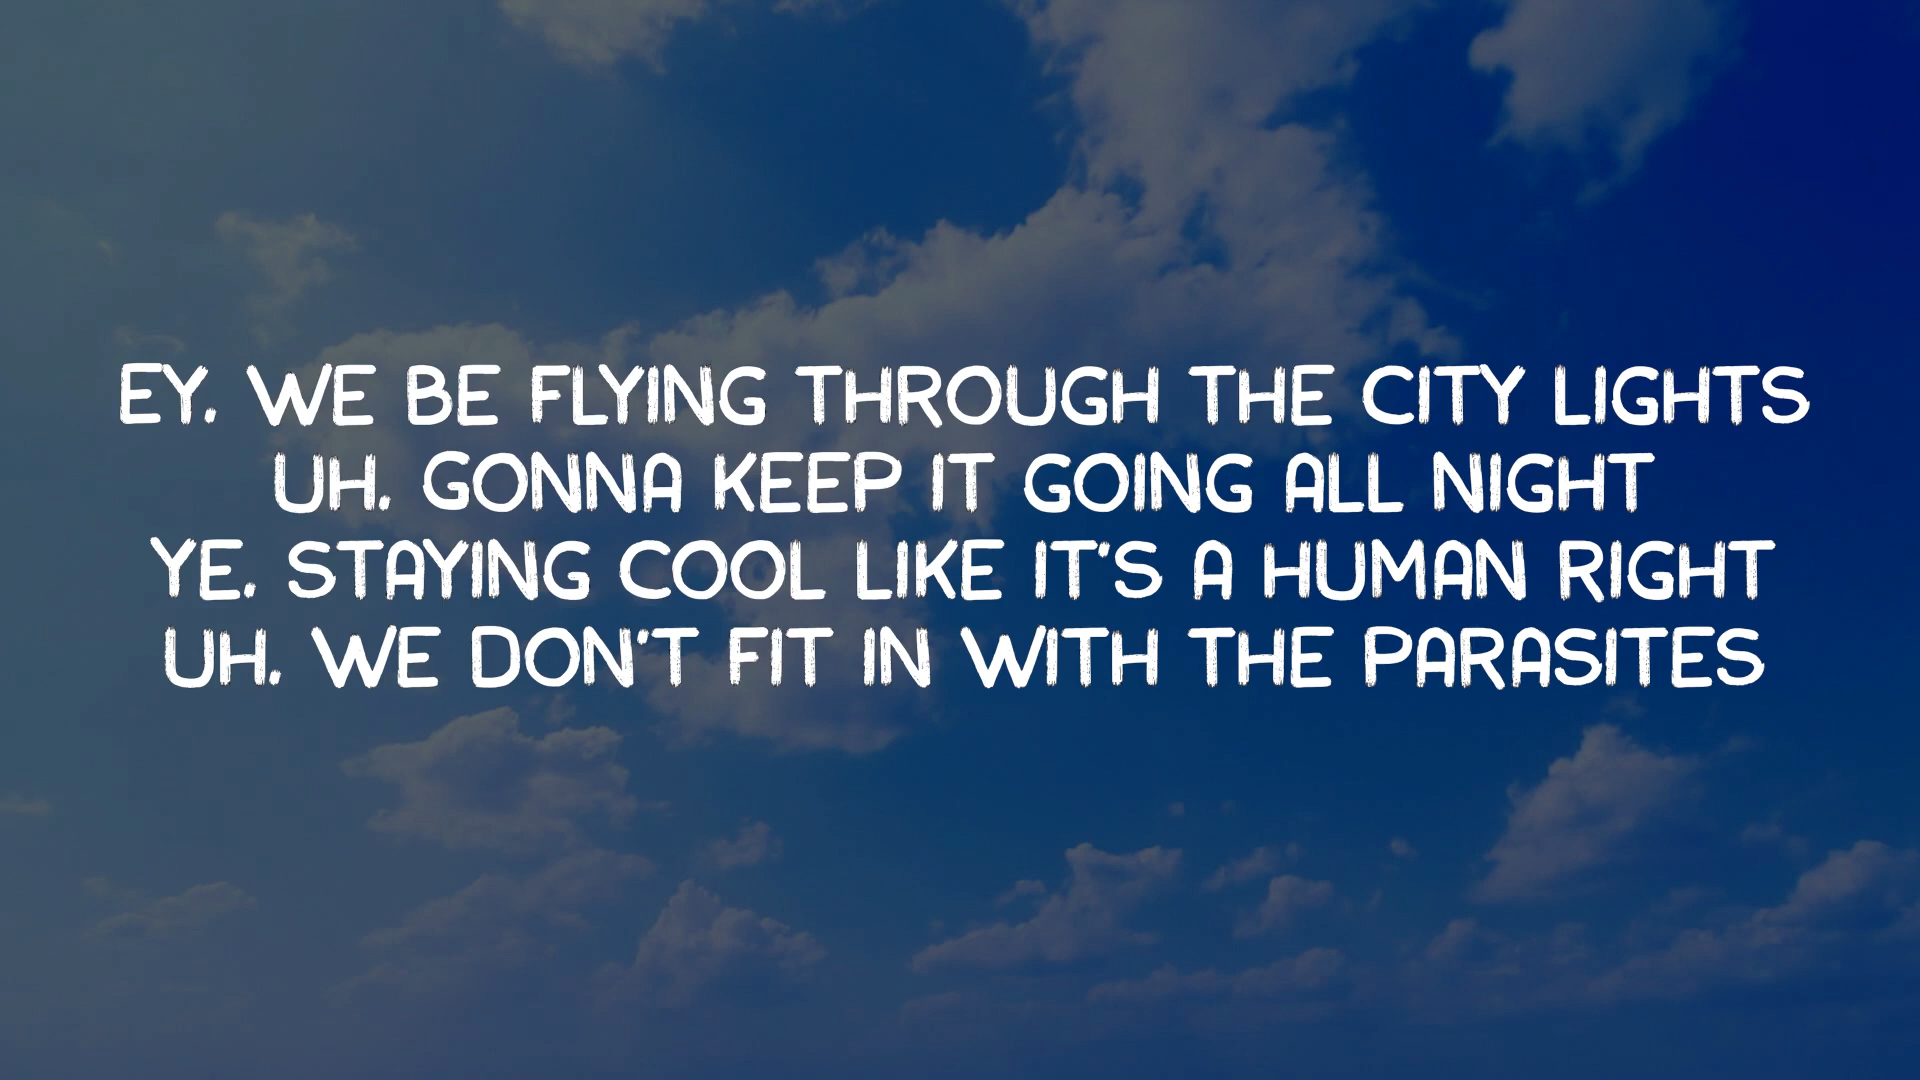 EY. WE BE FLYING THROUGH THE CITY LIGHTS
UH. GONNA KEEP IT GOING ALL NIGHT
YE. STAYING COOL LIKE IT'S A HUMAN RIGHT
UH. WE DON'T FIT IN WITH THE PARASITES